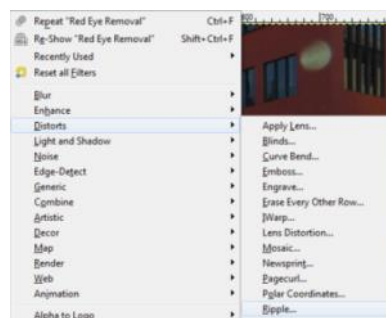 Repeat "Red Eye Removal" Ctrl+F
Re-Show "Red Eye Removal" Shift+Ctrl+F
Recently Used
Reset all Filters
Blur
Enhance
Distorts
Light and Shadow
Noise
Edge-Detect
Generic
Combine
Artistic
Decor
Map
Render
Web
Animation
Alpha to Logo
700
Apply Lens...
Blinds...
Curve Bend...
Emboss...
Engrave...
Erase Every Other Row...
IWarp...
Lens Distortion...
Mosaic...
Newsprint...
Pagecurl...
Polar Coordinates...
Ripple...